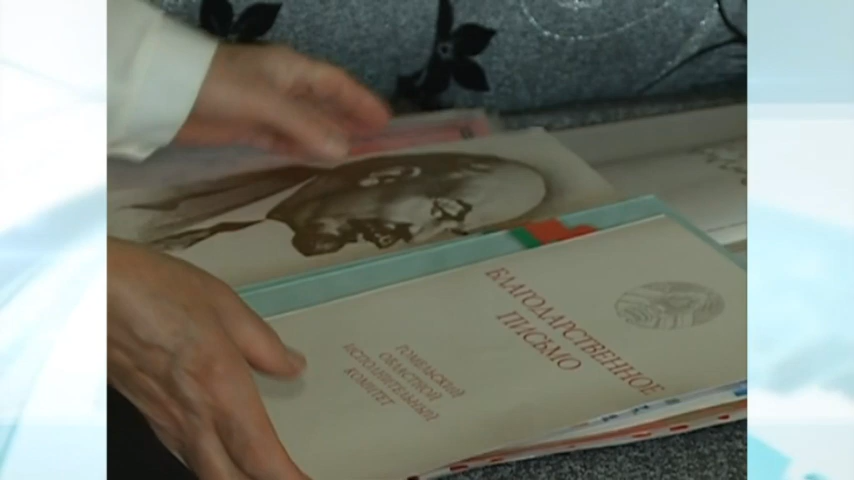 БЛАГОДАРСТВЕННОЕ
ПИСЬМО
ГОМЕЛЬСКИЙ
ОБЛАСТНОЙ
ИСПОЛНИТЕЛЬНЫЙ
КОМИТЕТ